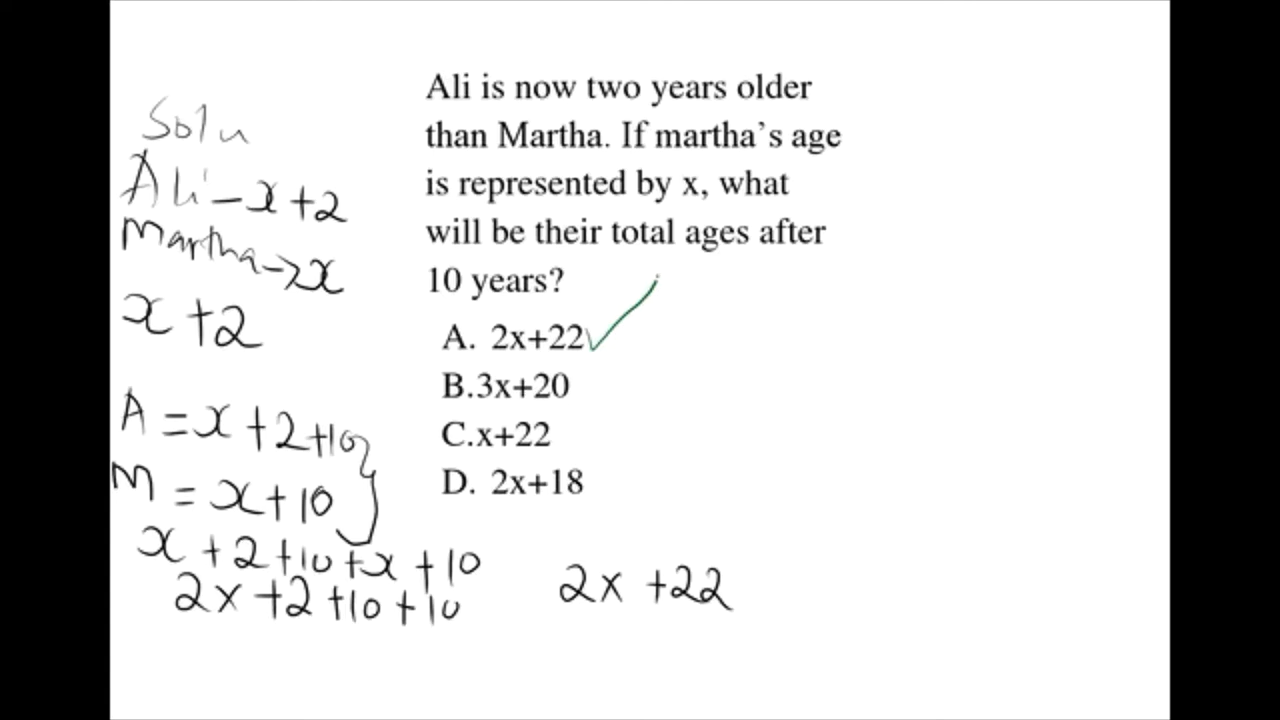 Ali is now two years older
than Martha. If martha's age
is represented by x, what
will be their total ages after
10 years?
A. 2x+22
B.3x+20
C.x+22
D. 2x+18
Soln
Ali - x +2
Martha -> x
x +2
A = x +2+10
M = x+10
x +2+10+x +10
2x +2+10+10
2x +22